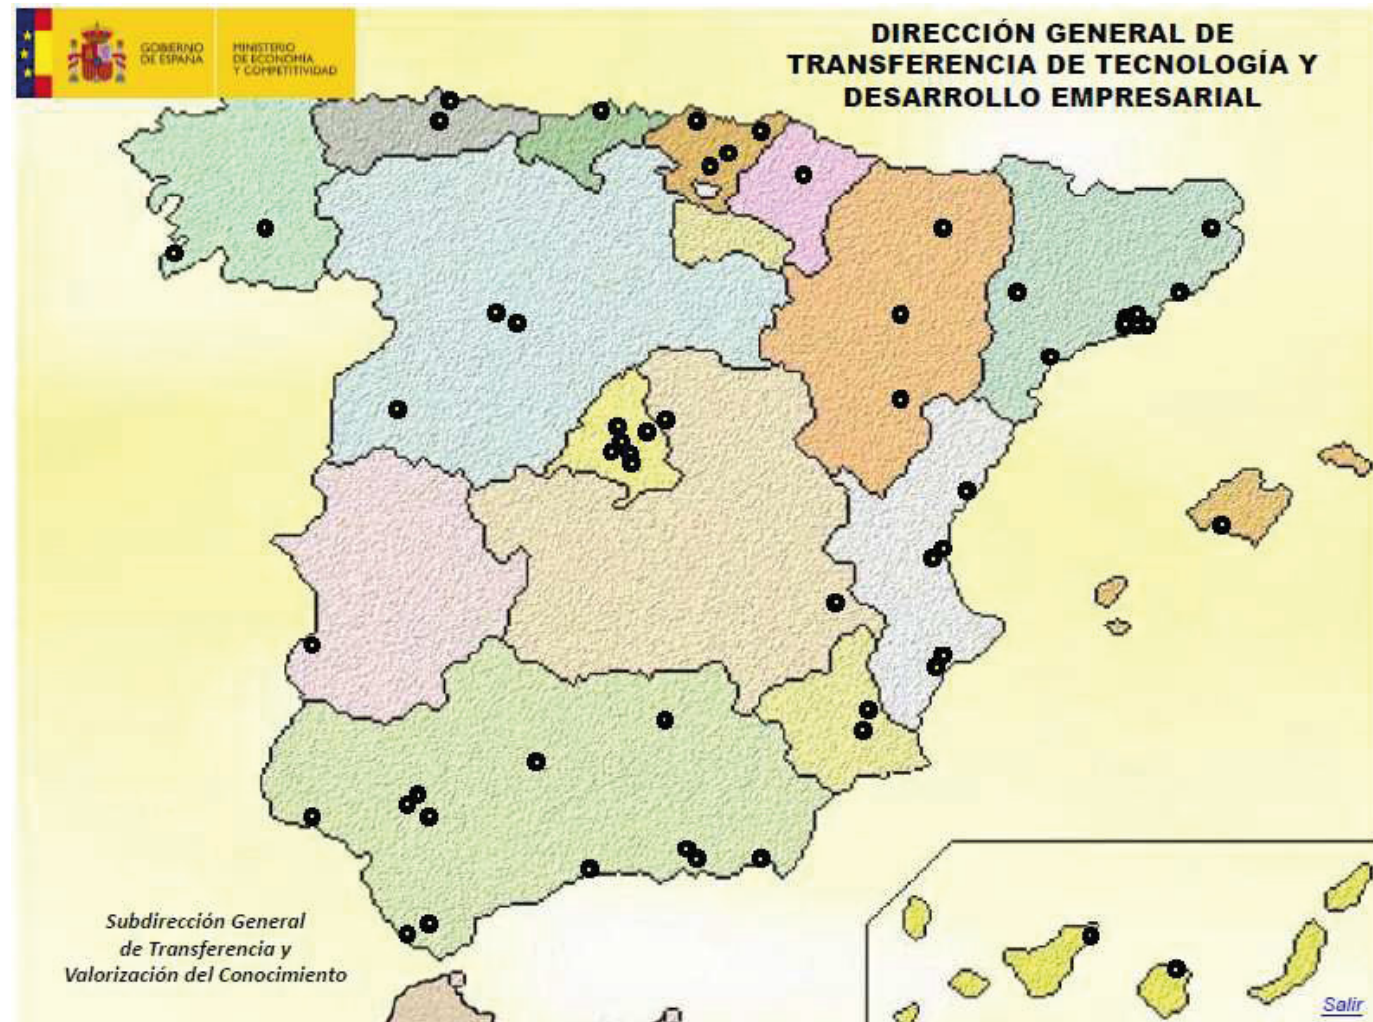 GOBIERNO
DE ESPAÑA
MINISTERIO
DE ECONOMÍA
Y COMPETITIVIDAD
DIRECCIÓN GENERAL DE
TRANSFERENCIA DE TECNOLOGÍA Y
DESARROLLO EMPRESARIAL
Subdirección General
de Transferencia y
Valorización del Conocimiento
Salir